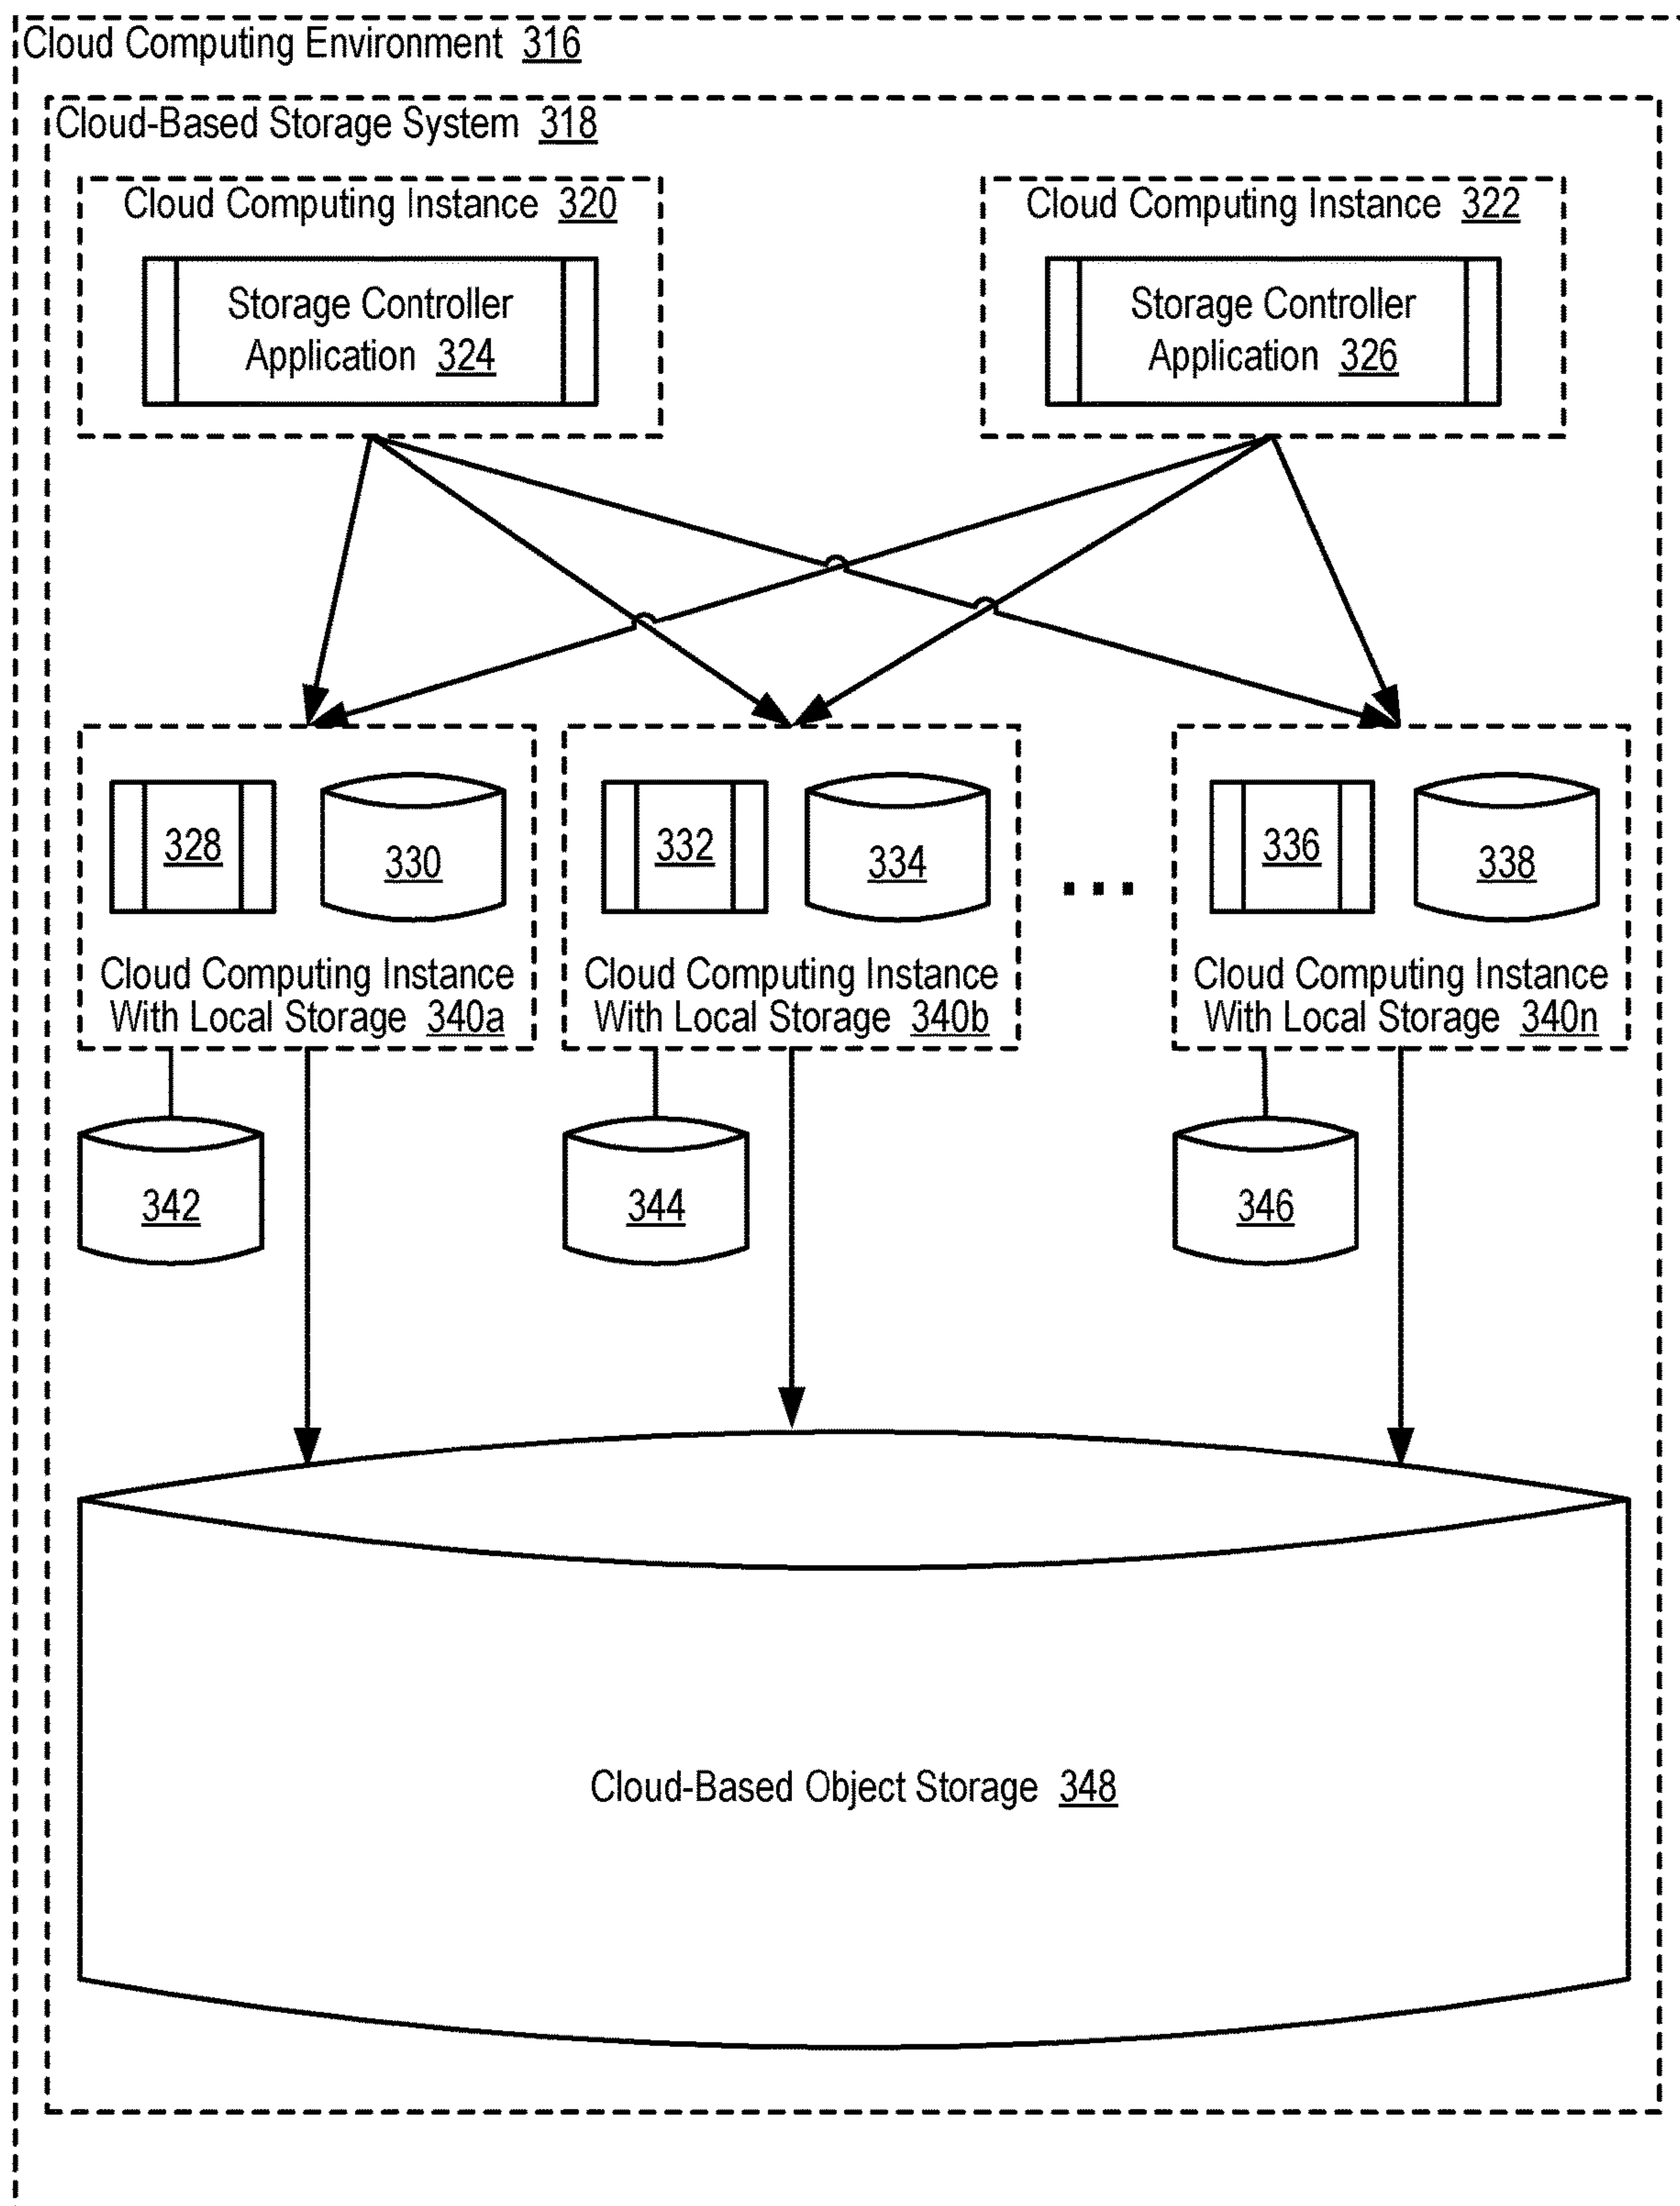 Cloud Computing Environment 316
Cloud-Based Storage System 318
Cloud Computing Instance 320
Storage Controller
Application 324
Cloud Computing Instance 322
Storage Controller
Application 326
328
330
Cloud Computing Instance
With Local Storage 340a
332
334
Cloud Computing Instance
With Local Storage 340b
...
336
338
Cloud Computing Instance
With Local Storage 340n
342
344
346
Cloud-Based Object Storage 348